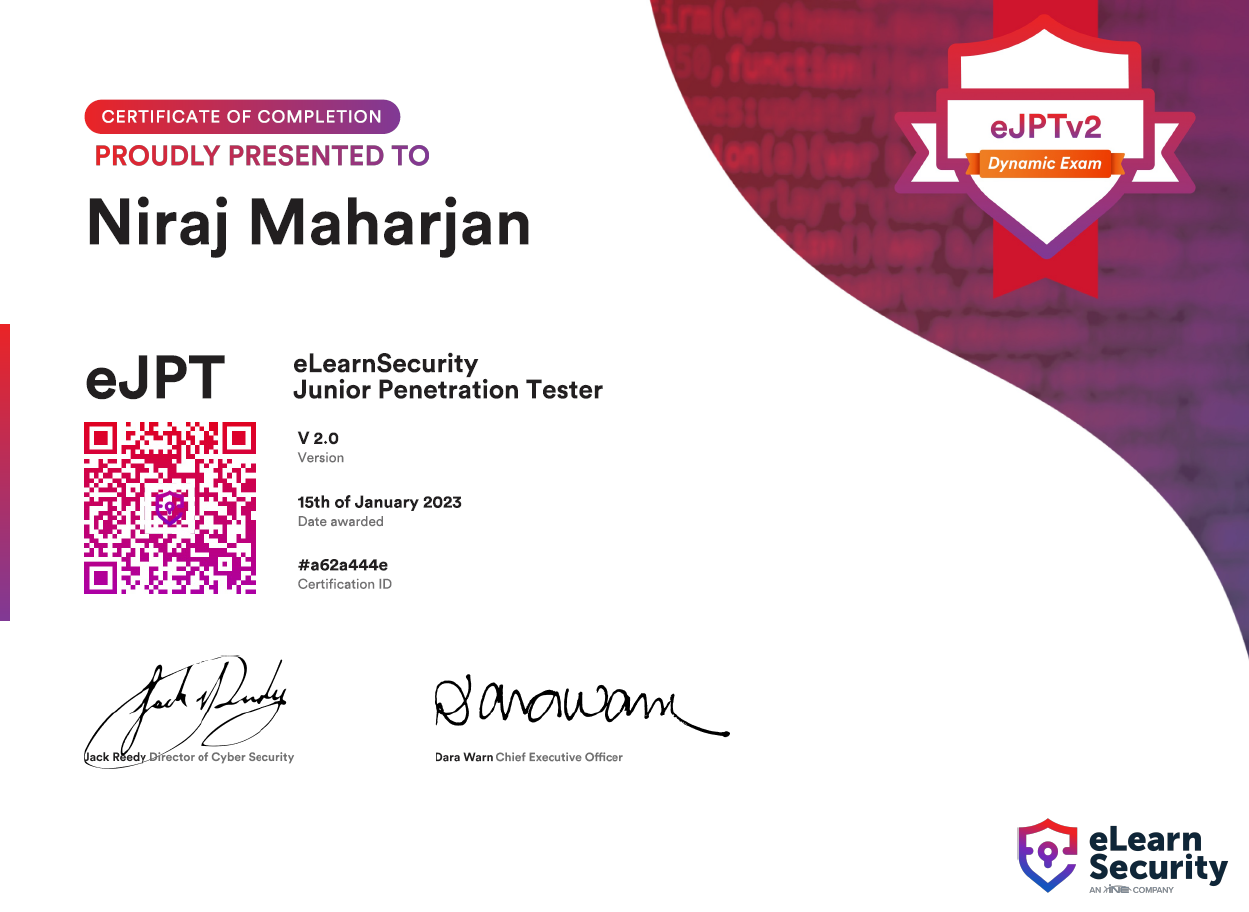 CERTIFICATE OF COMPLETION
PROUDLY PRESENTED TO
Niraj Maharjan
eJPTv2
Dynamic Exam
eJPT
eLearnSecurity
Junior Penetration Tester
V 2.0
Version
15th of January 2023
Date awarded
#a62a444e
Certification ID
Jack Reedy Director of Cyber Security
Dara Warn Chief Executive Officer
eLearn
Security
AN INE COMPANY